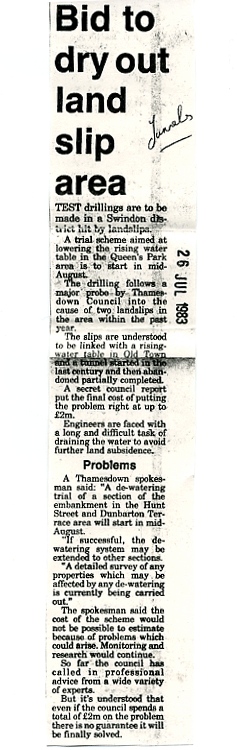 Bid to
dry out
land
slip
area
Tunnels
26 JUL 1983
TEST drillings are to be
made in a Swindon dis-
trict hit by landslips.
A trial scheme aimed at
lowering the rising water
table in the Queen's Park
area is to start in mid-
August.
The drilling follows a
major probe by Thames-
down Council into the
cause of two landslips in
the area within the past
year.
The slips are understood
to be linked with a rising
water table in Old Town
and a tunnel started in the
last century and then aban-
doned partially completed.
A secret council report
put the final cost of putting
the problem right at up to
£2m.
Engineers are faced with
a long and difficult task of
draining the water to avoid
further land subsidence.
Problems
A Thamesdown spokes-
man said: "A de-watering
trial of a section of the
embankment in the Hunt
Street and Dunbarton Ter-
race area will start in mid-
August.
"If successful, the de-
watering system may be
extended to other sections.
"A detailed survey of any
properties which may be
affected by any de-watering
is currently being carried
out."
The spokesman said the
cost of the scheme would
not be possible to estimate
because of problems which
could arise. Monitoring and
research would continue.
So far the council has
called in professional
advice from a wide variety
of experts.
But it's understood that
even if the council spends a
total of £2m on the problem
there is no guarantee it will
be finally solved.